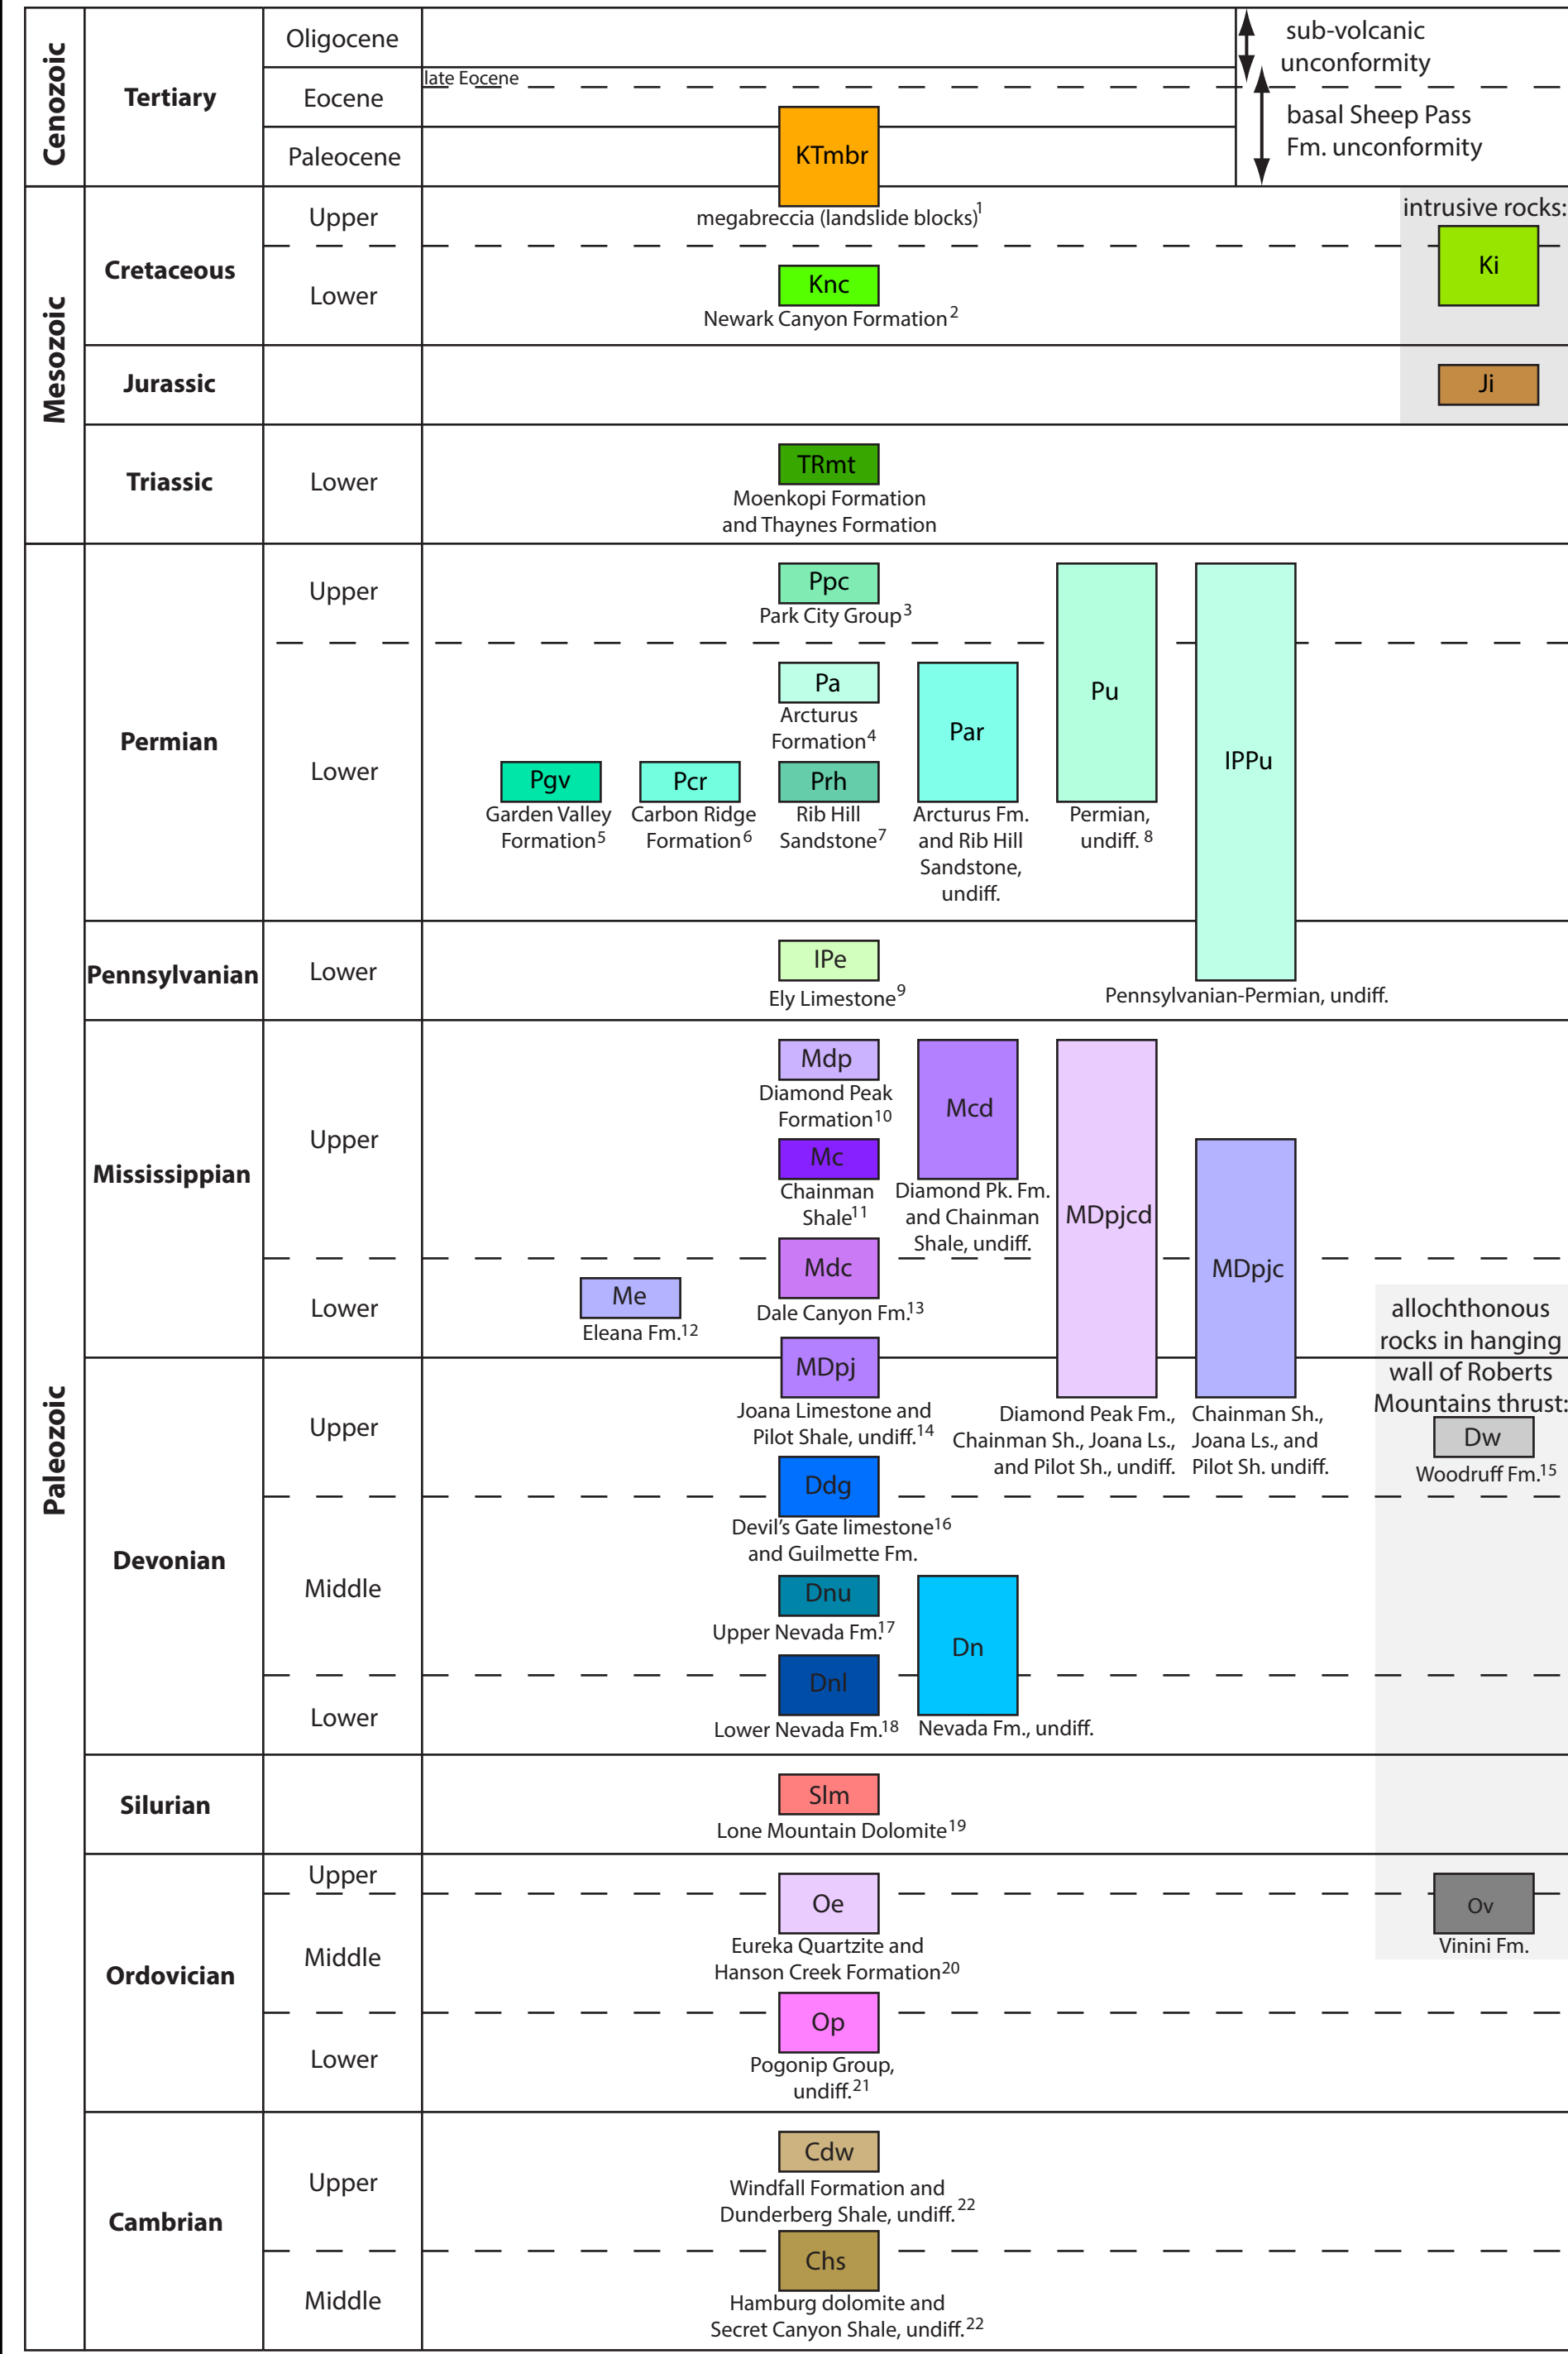 Cenozoic
Tertiary
Oligocene
sub-volcanic
unconformity
late Eocene
Eocene
basal Sheep Pass
Fm. unconformity
Paleocene
KTmbr
megabreccia (landslide blocks)1
Mesozoic
Cretaceous
Upper
intrusive rocks:
Ki
Lower
Knc
Newark Canyon Formation2
Jurassic
Ji
Triassic
Lower
TRmt
Moenkopi Formation
and Thaynes Formation
Paleozoic
Permian
Upper
Ppc
Park City Group3
Pu
IPPu
Lower
Pa
Arcturus
Formation4
Par
Pgv
Garden Valley
Formation5
Pcr
Carbon Ridge
Formation6
Prh
Rib Hill
Sandstone7
Arcturus Fm.
and Rib Hill
Sandstone,
undiff.
Permian,
undiff. 8
Pennsylvanian
Lower
IPe
Ely Limestone9
Pennsylvanian-Permian, undiff.
Mississippian
Upper
Mdp
Diamond Peak
Formation10
Mcd
Mc
Chainman
Shale11
Diamond Pk. Fm.
and Chainman
Shale, undiff.
MDpjcd
MDpjc
Mdc
Dale Canyon Fm.13
Lower
Me
Eleana Fm.12
allochthonous
rocks in hanging
wall of Roberts
Mountains thrust:
MDpj
Joana Limestone and
Pilot Shale, undiff.14
Diamond Peak Fm.,
Chainman Sh., Joana Ls.,
and Pilot Sh., undiff.
Chainman Sh.,
Joana Ls., and
Pilot Sh. undiff.
Dw
Woodruff Fm.15
Devonian
Upper
Ddg
Devil's Gate limestone16
and Guilmette Fm.
Middle
Dnu
Upper Nevada Fm.17
Dn
Dnl
Lower Nevada Fm.18
Nevada Fm., undiff.
Lower
Silurian
Slm
Lone Mountain Dolomite19
Ordovician
Upper
Oe
Eureka Quartzite and
Hanson Creek Formation20
Ov
Vinini Fm.
Middle
Op
Pogonip Group,
undiff.21
Lower
Cambrian
Upper
Cdw
Windfall Formation and
Dunderberg Shale, undiff.22
Chs
Hamburg dolomite and
Secret Canyon Shale, undiff.22
Middle